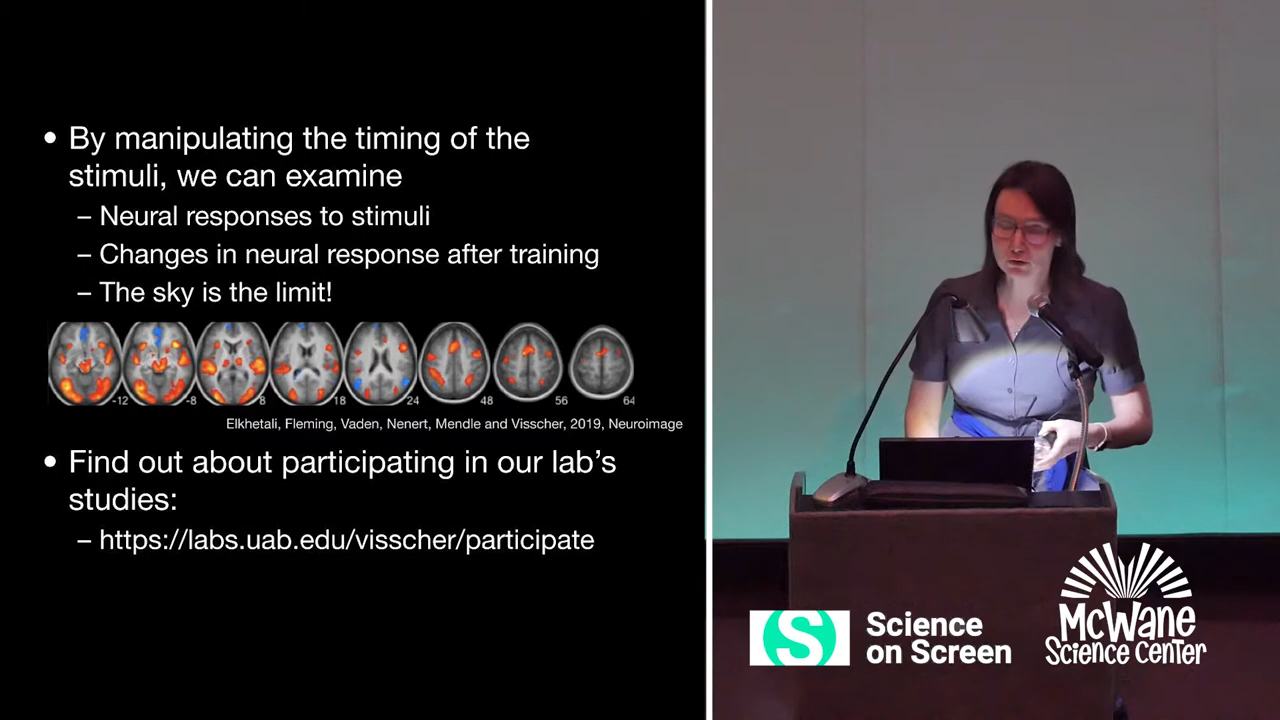 • By manipulating the timing of the
stimuli, we can examine
– Neural responses to stimuli
– Changes in neural response after training
– The sky is the limit!
-12 -8 8 18 24 48 56 64
Elkhetali, Fleming, Vaden, Nenert, Mendle and Visscher, 2019, Neuroimage
• Find out about participating in our lab's
studies:
– https://labs.uab.edu/visscher/participate
S
Science
on Screen
McWane
Science Center